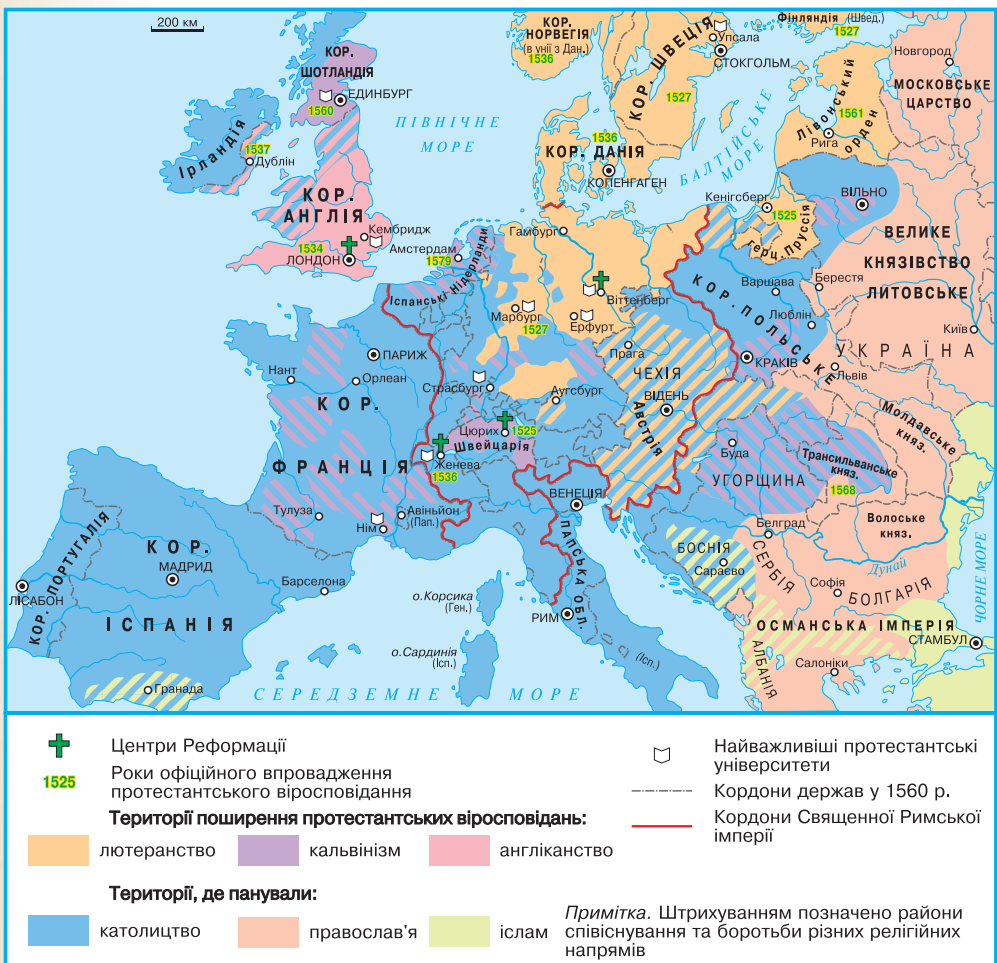 200 км
КОР.
НОРВЕГІЯ
(в унії з Дан.)
1536
КОР. ШВЕЦІЯ
Упсала
СТОКГОЛЬМ
1527
Фінляндія (Швед.)
1527
Новгород
МОСКОВСЬКЕ
ЦАРСТВО
КОР.
ШОТЛАНДІЯ
1560
ЕДИНБУРГ
ПІВНІЧНЕ
МОРЕ
1536
КОР. ДАНІЯ
КОПЕНГАГЕН
БАЛТІЙСЬКЕ
МОРЕ
Лівонський
орден
1561
Рига
Ірландія
1537
Дублін
КОР.
АНГЛІЯ
Кембридж
1534
ЛОНДОН
Амстердам
1579
Іспанські Нідерланди
Гамбург
Кенігсберг
1525
герц. Пруссія
ВІЛЬНО
ВЕЛИКЕ
КНЯЗІВСТВО
ЛИТОВСЬКЕ
Віттенберг
Марбург
1527
Ерфурт
КОР. ПОЛЬСЬКЕ
Варшава
Берестя
Люблін
Київ
УКРАЇНА
Львів
КРАКІВ
Прага
ЧЕХІЯ
ВІДЕНЬ
Австрія
ПАРИЖ
Нант
Орлеан
Страсбург
Аугсбург
КОР.
ФРАНЦІЯ
Цюрих
1525
Швейцарія
Женева
1536
Буда
УГОРЩИНА
Трансильванське
княз.
1568
Молдавське
княз.
Волоське
княз.
Тулуза
Нім
Авіньйон
(Пап.)
ВЕНЕЦІЯ
ПАПСЬКА ОБЛ.
РИМ
Белград
БОСНІЯ
Сараєво
СЕРБІЯ
Дунай
Софія
БОЛГАРІЯ
ЧОРНЕ МОРЕ
КОР. ПОРТУГАЛІЯ
ЛІСАБОН
КОР.
МАДРИД
ІСПАНІЯ
Барселона
Гранада
о.Корсика
(Ген.)
о.Сардинія
(Ісп.)
(Ісп.)
ОСМАНСЬКА ІМПЕРІЯ
СТАМБУЛ
АЛБАНІЯ
Салоніки
СЕРЕДЗЕМНЕ МОРЕ
Центри Реформації
1525
Роки офіційного впровадження
протестантського віросповідання
Території поширення протестантських віросповідань:
лютеранство
кальвінізм
англіканство
Території, де панували:
католицтво
православ'я
іслам
Найважливіші протестантські
університети
Кордони держав у 1560 р.
Кордони Священної Римської
імперії
Примітка. Штрихуванням позначено райони
співіснування та боротьби різних релігійних
напрямів